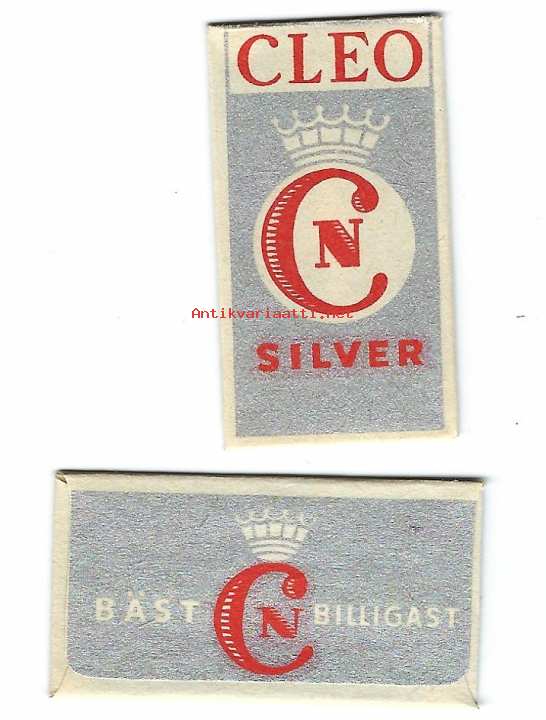 CLEO
CN
Antikvariaatti.net
SILVER
BÄST CN BILLIGAST